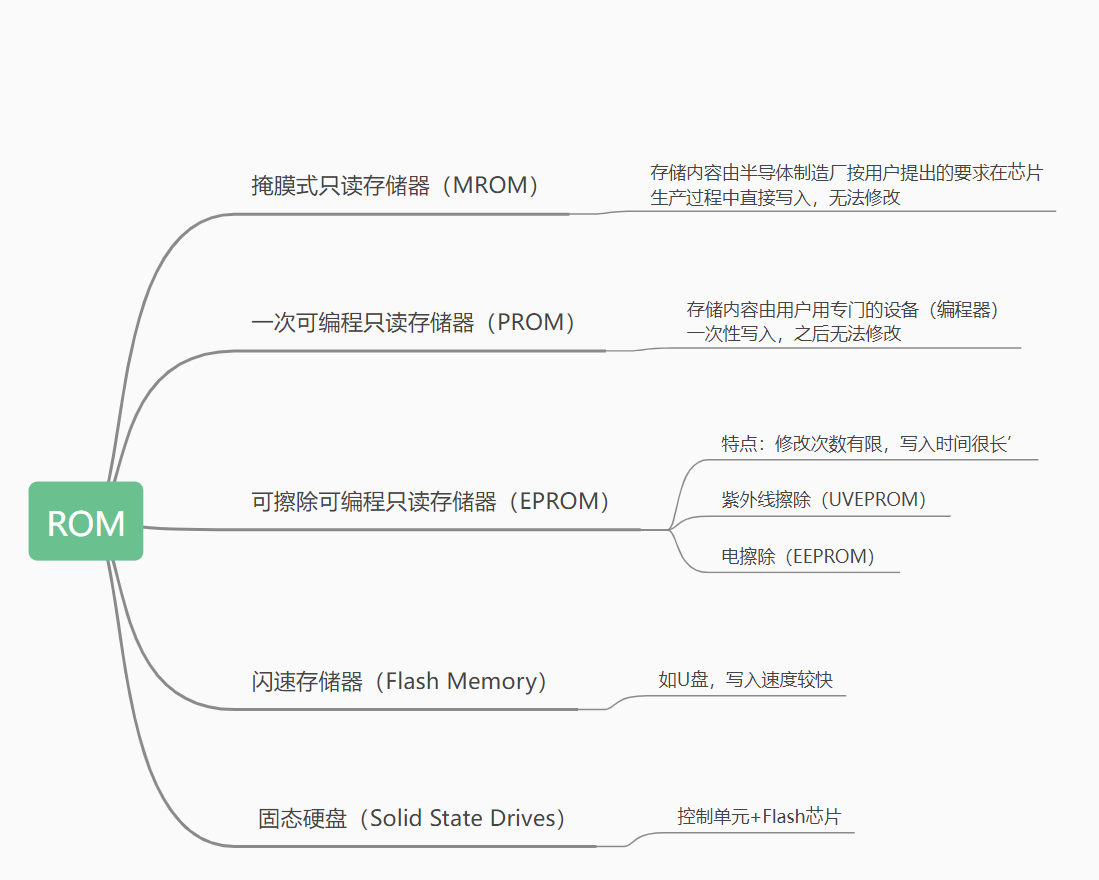 掩膜式只读存储器（MROM）
存储内容由半导体制造厂按用户提出的要求在芯片
生产过程中直接写入，无法修改
一次可编程只读存储器（PROM）
存储内容由用户用专门的设备（编程器）
一次性写入，之后无法修改
ROM
可擦除可编程只读存储器（EPROM）
特点：修改次数有限，写入时间很长′
紫外线擦除（UVEPROM）
电擦除（EEPROM）
闪速存储器（Flash Memory）
如U盘，写入速度较快
固态硬盘（Solid State Drives）
控制单元+Flash芯片